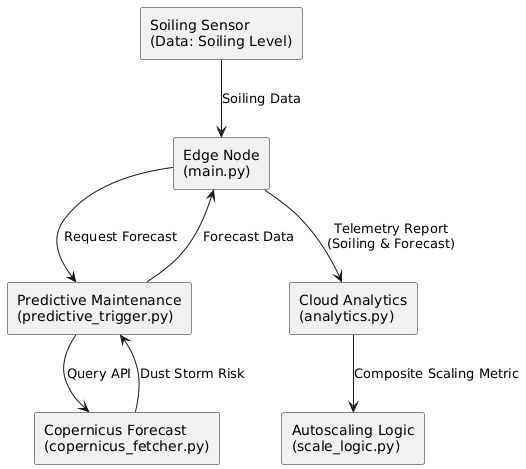 Soiling Sensor
(Data: Soiling Level)
Soiling Data
Edge Node
(main.py)
Request Forecast
Forecast Data
Telemetry Report
(Soiling & Forecast)
Predictive Maintenance
(predictive_trigger.py)
Cloud Analytics
(analytics.py)
Query API
Dust Storm Risk
Composite Scaling Metric
Copernicus Forecast
(copernicus_fetcher.py)
Autoscaling Logic
(scale_logic.py)